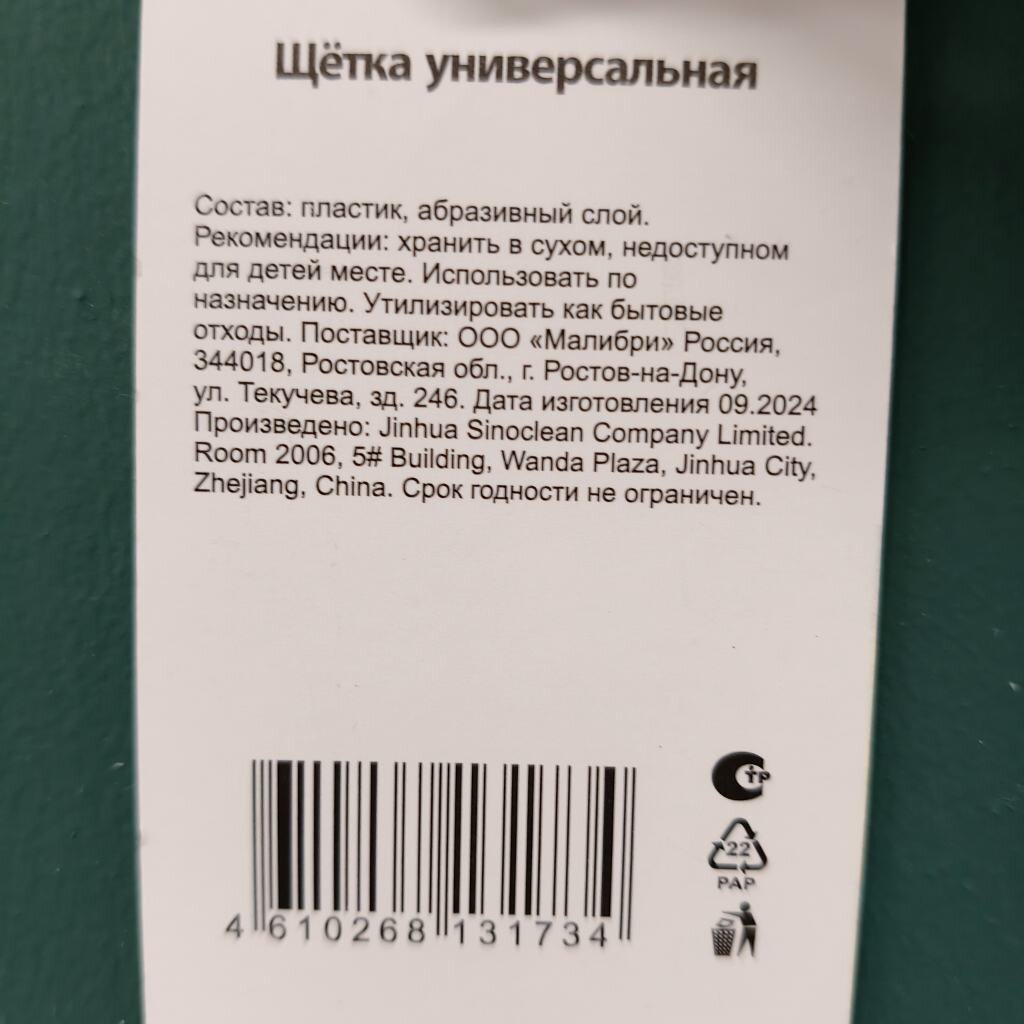 Щётка универсальная
Состав: пластик, абразивный слой.
Рекомендации: хранить в сухом, недоступном
для детей месте. Использовать по
назначению. Утилизировать как бытовые
отходы. Поставщик: ООО «Малибри» Россия,
344018, Ростовская обл., г. Ростов-на-Дону,
ул. Текучева, зд. 246. Дата изготовления 09.2024
Произведено: Jinhua Sinoclean Company Limited.
Room 2006, 5# Building, Wanda Plaza, Jinhua City,
Zhejiang, China. Срок годности не ограничен.
ТР
22
PAP
4 610268 131734